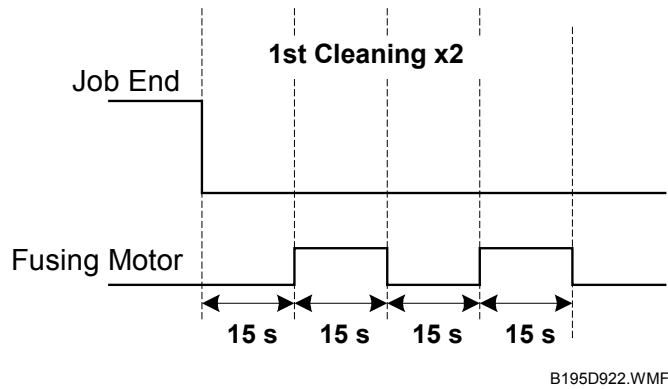 1st Cleaning x2
Job End
Fusing Motor
15 s 15 s 15 s 15 s
B195D922.WMF